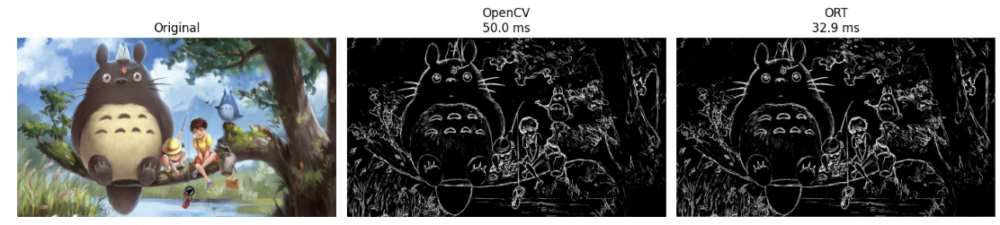 Original
OpenCV
50.0 ms
ORT
32.9 ms